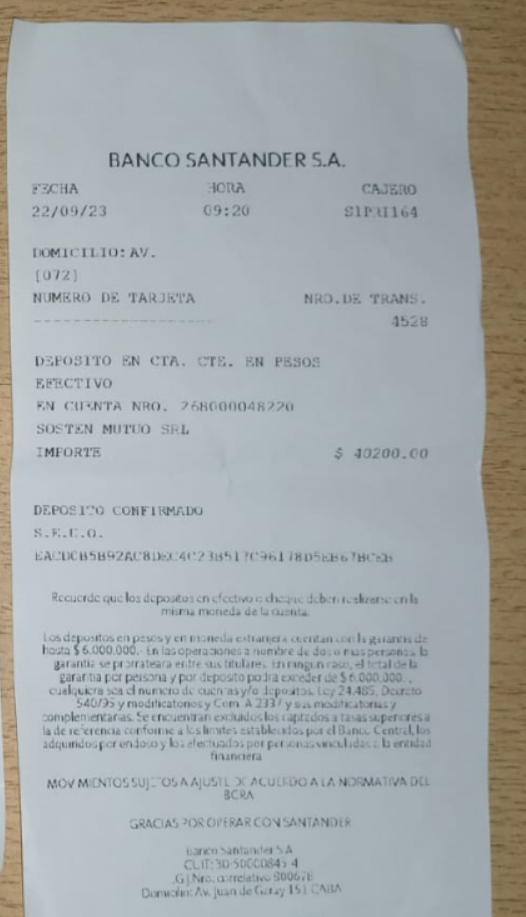 BANCO SANTANDER S.A.
FECHA HORA CAJERO
22/09/23 09:20 S1PRI164
DOMICILIO: AV.
[072]
NUMERO DE TARJETA NRO.DE TRANS.
------------------ 4528
DEPOSITO EN CTA. CTE. EN PESOS
EFECTIVO
EN CUENTA NRO. 268000048220
SOSTEN MUTUO SRL
IMPORTE $ 40200.00
DEPOSITO CONFIRMADO
S.E.U.O.
Recuerde que los depositos en efectivo o cheque deben realizarse en la
misma moneda de la cuenta.
Los depositos en pesos y en moneda extranjera cuentan con la garantia de
hasta $ 6.000.000.- En las operaciones a nombre de dos o mas personas, la
garantia se prorrateara entre sus titulares. En ningun caso, el total de la
garantia por persona y por deposito podra exceder de $ 6.000.000. ,
cualquiera sea el numero de cuentas y/o depositos. Ley 24.485, Decreto
540/95 y modificatorios y Com. A 2337 y sus modificatorias y
complementarias. Se encuentran excluidos los captados a tasas superiores a
la de referencia conforme a los limites establecidos por el Banco Central, los
adquiridos por endoso y los efectuados por personas vinculadas a la entidad
financiera
MOVIMIENTOS SUJETOS A AJUSTE DE ACUERDO A LA NORMATIVA DEL
BCRA
GRACIAS POR OPERAR CON SANTANDER
Banco Santander S.A
CUIT: 30-50000845-4
I.G.J. Nro. correlativo 800678
Domicilio: Av. Juan de Garay 151 CABA